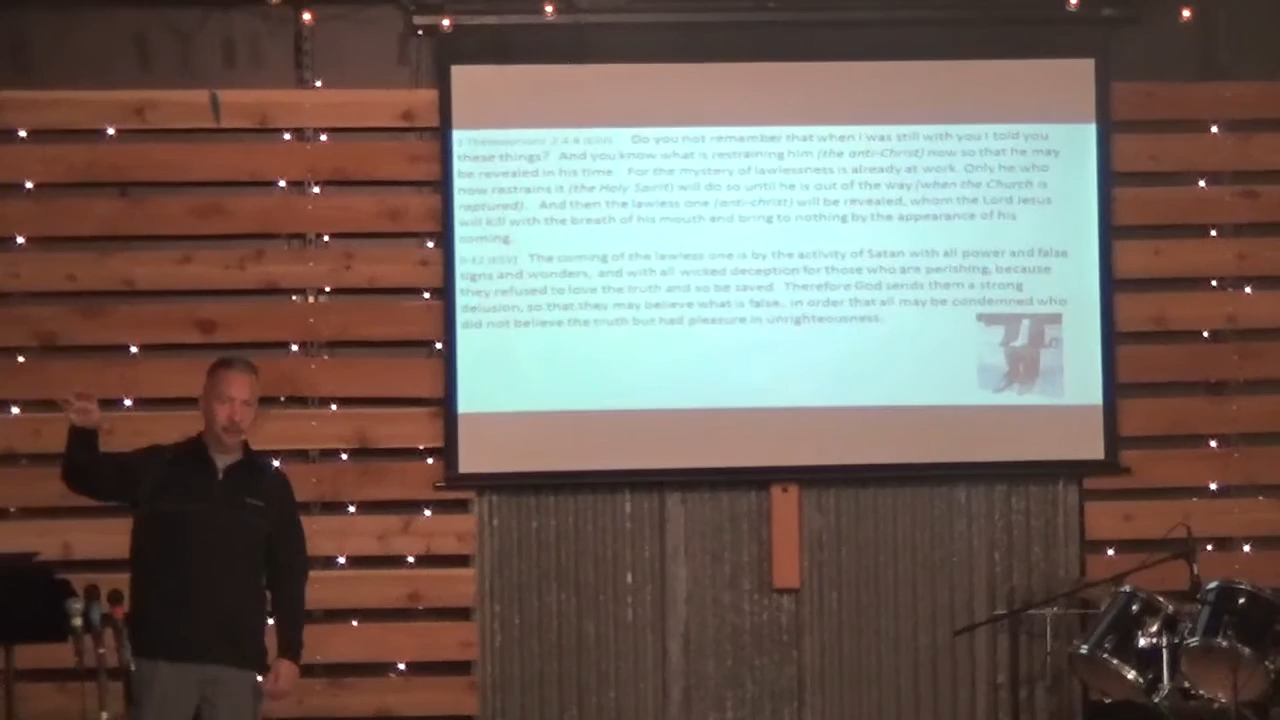 2 Thessalonians 2:4-8 (ESV) Do you not remember that when I was still with you I told you
these things? And you know what is restraining him (the anti-Christ) now so that he may
be revealed in his time. For the mystery of lawlessness is already at work. Only he who
now restrains it (the Holy Spirit) will do so until he is out of the way (when the Church is
raptured). And then the lawless one (anti-christ) will be revealed, whom the Lord Jesus
will kill with the breath of his mouth and bring to nothing by the appearance of his
coming.
9-12 (ESV) The coming of the lawless one is by the activity of Satan with all power and false
signs and wonders, and with all wicked deception for those who are perishing, because
they refused to love the truth and so be saved. Therefore God sends them a strong
delusion, so that they may believe what is false, in order that all may be condemned who
did not believe the truth but had pleasure in unrighteousness.